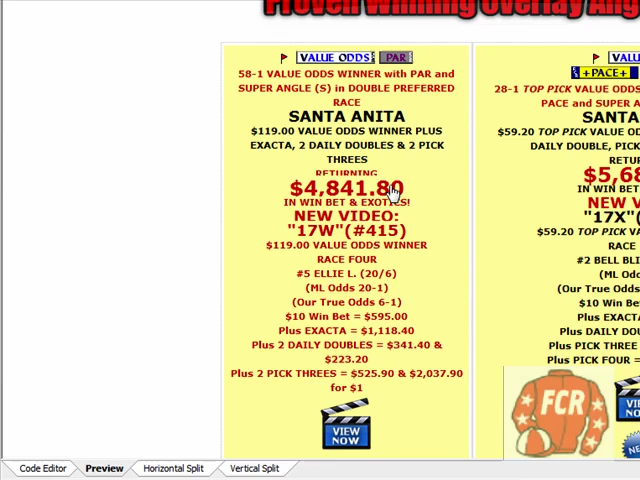 Proven Winning Overlay Ang
VALUE ODDS PAR
58-1 VALUE ODDS WINNER with PAR and
SUPER ANGLE (S) in DOUBLE PREFERRED
RACE
SANTA ANITA
$119.00 VALUE ODDS WINNER PLUS
EXACTA, 2 DAILY DOUBLES & 2 PICK
THREES
RETURNING
$4,841.80
IN WIN BET & EXOTICS!
NEW VIDEO:
"17W"(#415)
$119.00 VALUE ODDS WINNER
RACE FOUR
#5 ELLIE L. (20/6)
(ML Odds 20-1)
(Our True Odds 6-1)
$10 Win Bet = $595.00
Plus EXACTA = $1,118.40
Plus 2 DAILY DOUBLES = $341.40 &
$223.20
Plus 2 PICK THREES = $525.90 & $2,037.90
for $1
VIEW
NOW
VALU
+PACE+
28-1 TOP PICK VALUE ODDS
PACE and SUPER A
SANTA
$59.20 TOP PICK VALUE OD
DAILY DOUBLE, PICK
RETUR
$5,68
IN WIN BET
NEW V
"17X"(
$59.20 TOP PICK VA
RACE
#2 BELL BLI
(ML Od
(Our True Odds
$10 Win Be
Plus EXACT
Plus DAILY DOU
Plus PICK THREE
Plus PICK FOUR =
FCR
VIE
NO
NE
Code Editor
Preview
Horizontal Split
Vertical Split